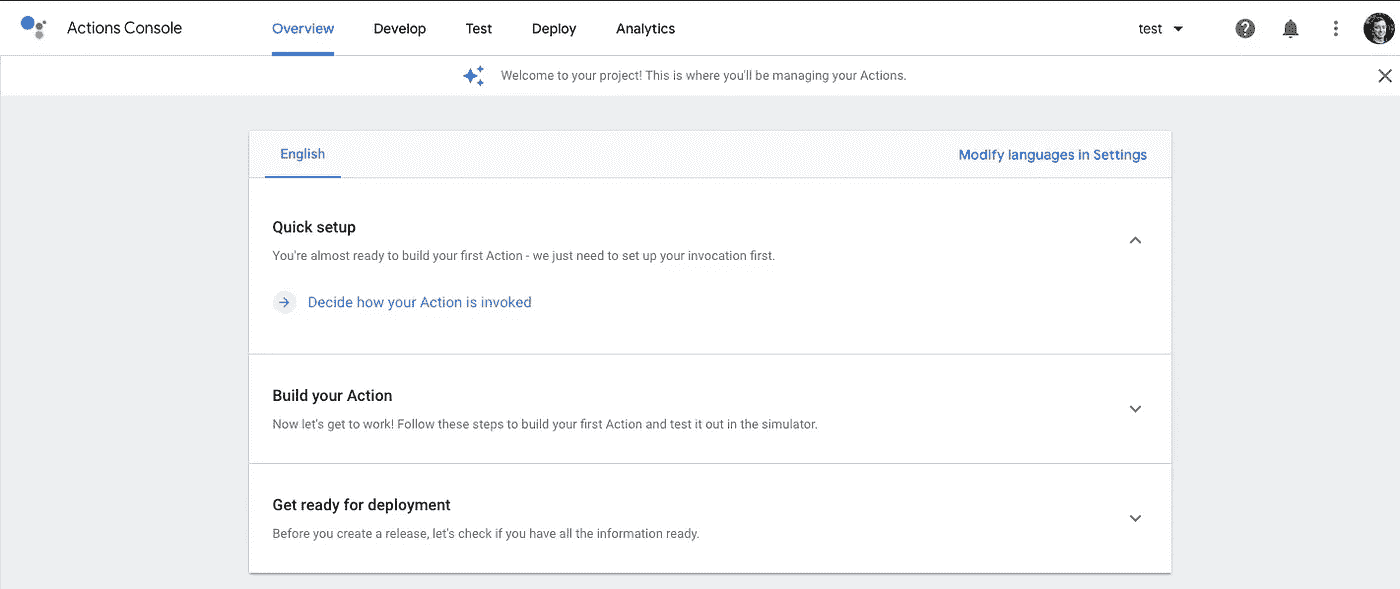 Actions Console
Overview
Develop
Test
Deploy
Analytics
test
Welcome to your project! This is where you'll be managing your Actions.
English
Modify languages in Settings
Quick setup
You're almost ready to build your first Action - we just need to set up your invocation first.
Decide how your Action is invoked
Build your Action
Now let's get to work! Follow these steps to build your first Action and test it out in the simulator.
Get ready for deployment
Before you create a release, let's check if you have all the information ready.